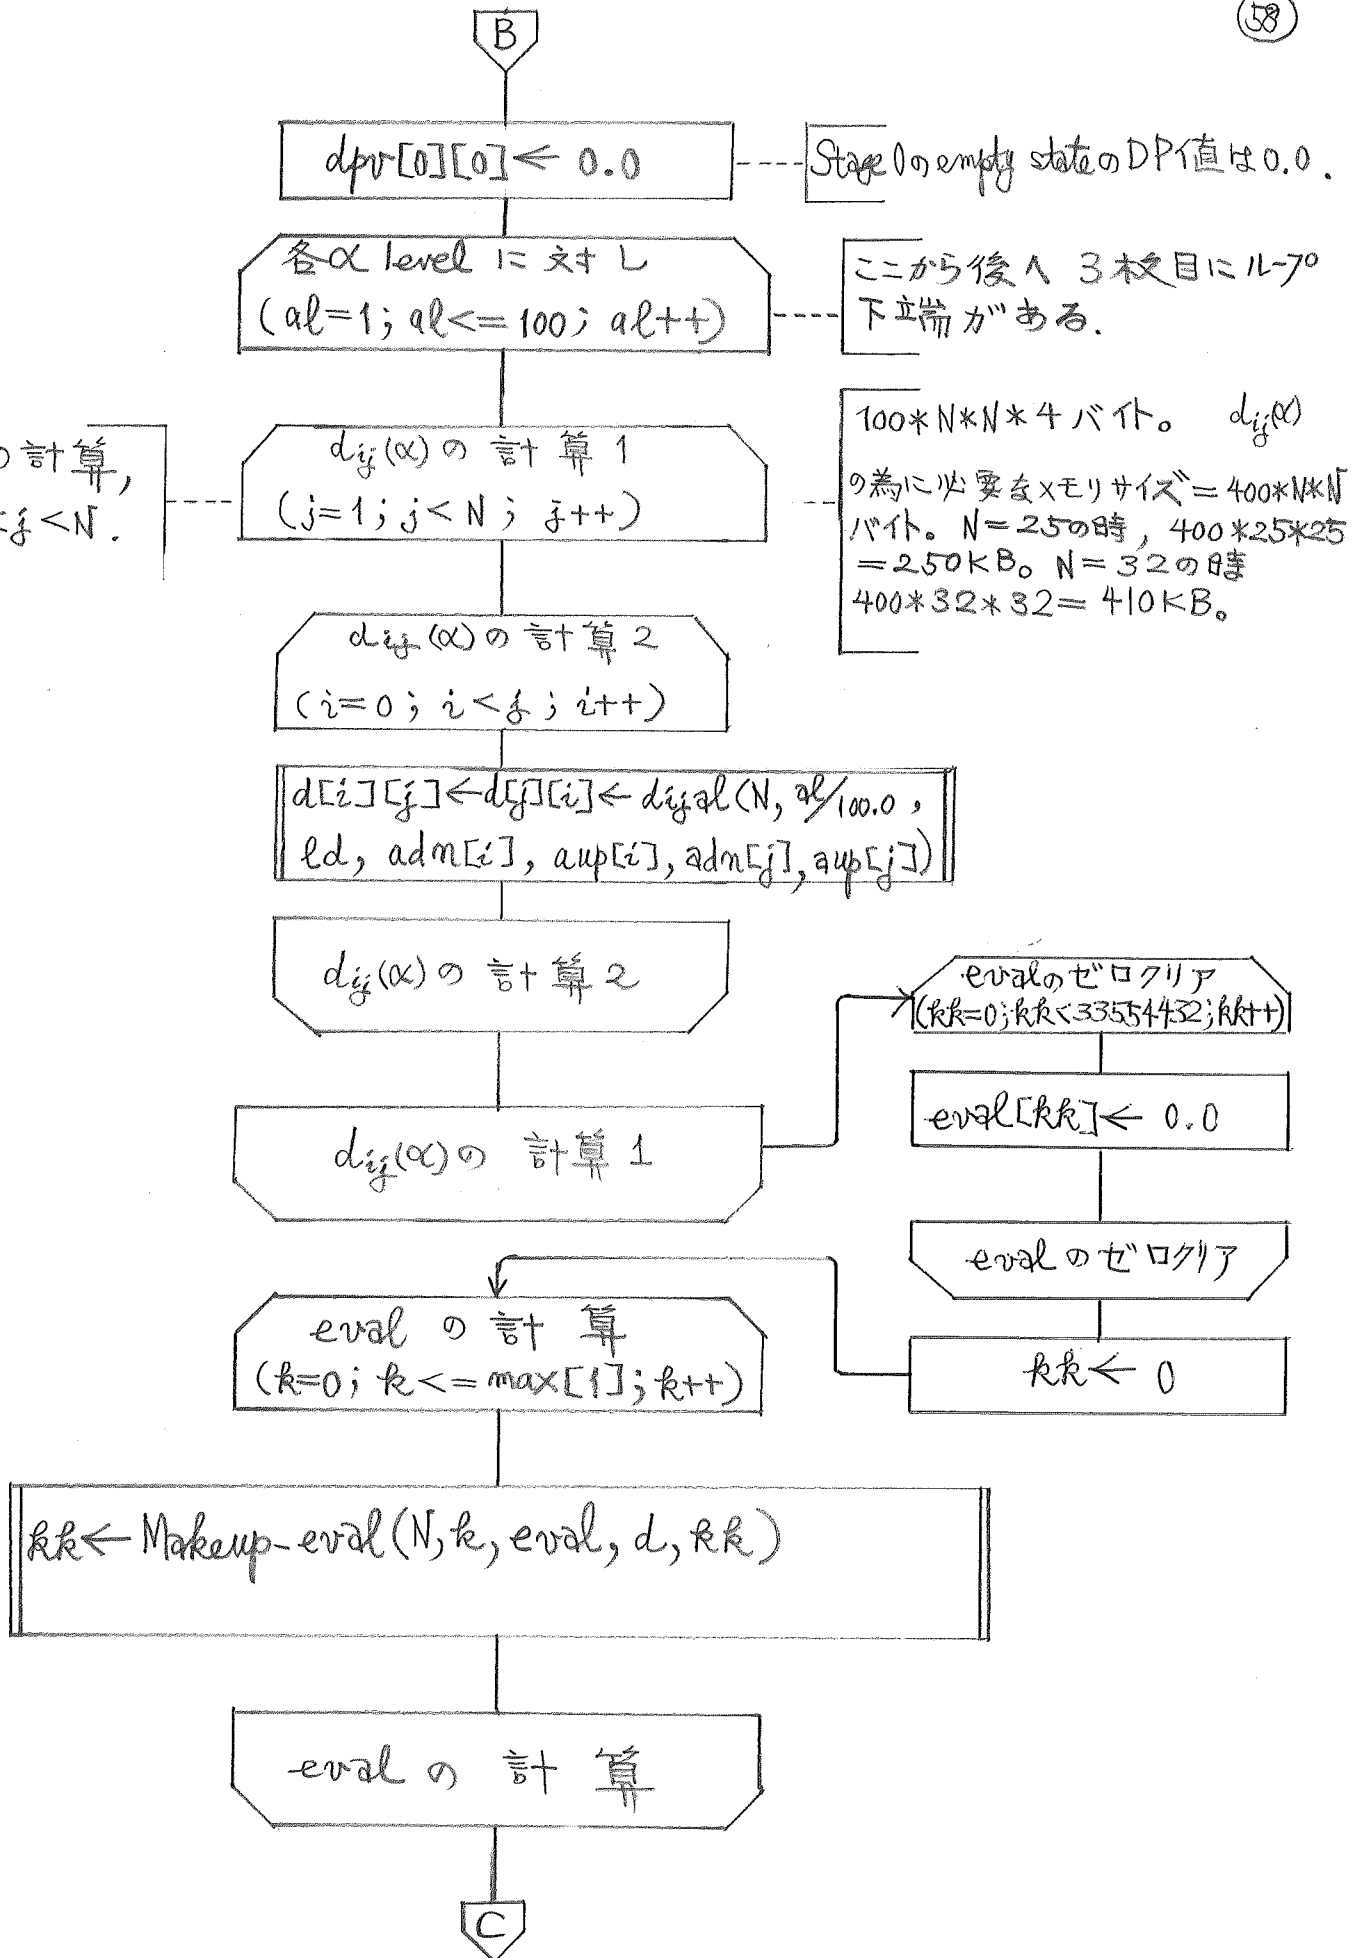 58
B
dpv[0][0]← 0.0
Stage 0のempty stateのDP値は0.0.
各α levelに対し
(al=1; al<=100; al++)
ここから後へ 3枚目にループ
下端がある.
の計算,
<N.
dij(α)の 計算1
(j=1; j<N; j++)
100*N*N*4バイト。 dij(α)
の為に必要なメモリサイズ=400*N*N
バイト。N=25の時, 400*25*25
=250KB。N=32の時
400*32*32=410KB。
dij(α)の計算2
(i=0; i<j; i++)
d[i][j]←d[j][i]←dijal(N, al/100.0,
ld, adn[i], aup[i], adn[j], aup[j])
dij(α)の 計算2
dij(α)の 計算1
evalのゼロクリア
(kk=0;kk<33554432;kk++)
eval[kk]← 0.0
evalのゼロクリア
kk← 0
eval の 計算
(k=0; k<=max[1]; k++)
kk← Makeup-eval(N, k, eval, d, kk)
eval の 計算
C